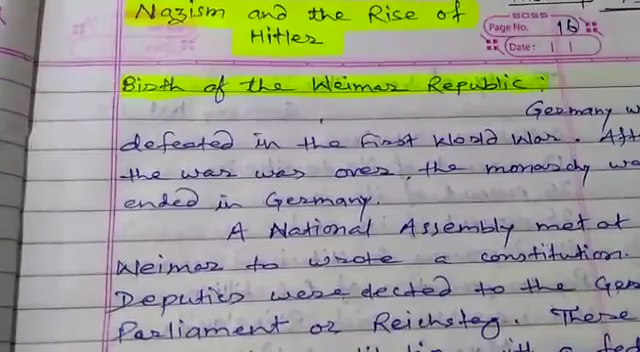 Nazism and the Rise of
Hitler
SOSS
Page No. 16
Date:
Birth of the Weimar Republic :
Germany
defeated in the First World War.
the war was over, the monarchy
ended in Germany.
A National Assembly met at
Weimar to wrote a constitution.
Deputies were elected to the
Parliament or Reichsteg. These